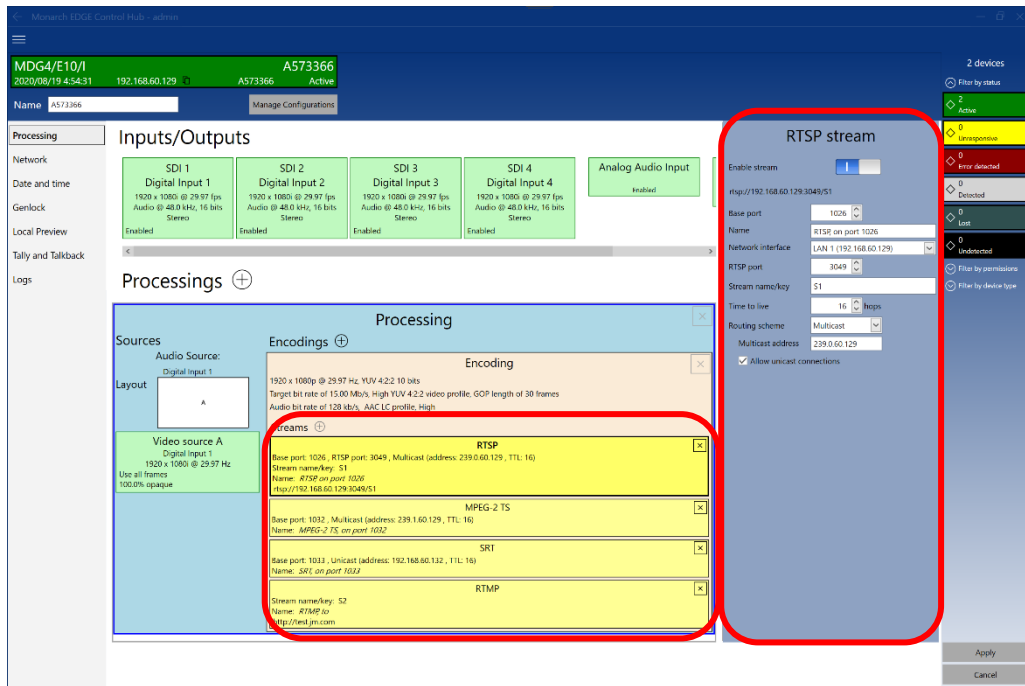 Monarch EDGE Control Hub - admin
MDG4/E10/I A573366
2020/08/19 4:54:31 192.168.60.129 A573366 Active
Name A573366 Manage Configurations
Processing
Network
Date and time
Genlock
Local Preview
Tally and Talkback
Logs
Inputs/Outputs
SDI 1
Digital Input 1
1920 x 1080i @ 29.97 fps
Audio @ 48.0 kHz, 16 bits
Stereo
Enabled
SDI 2
Digital Input 2
1920 x 1080i @ 29.97 fps
Audio @ 48.0 kHz, 16 bits
Stereo
Enabled
SDI 3
Digital Input 3
1920 x 1080i @ 29.97 fps
Audio @ 48.0 kHz, 16 bits
Stereo
Enabled
SDI 4
Digital Input 4
1920 x 1080i @ 29.97 fps
Audio @ 48.0 kHz, 16 bits
Stereo
Enabled
Analog Audio Input
Enabled
Processings
Processing
Sources
Audio Source:
Digital Input 1
Layout
A
Video source A
Digital Input 1
1920 x 1080i @ 29.97 Hz
Use all frames
100.0% opaque
Encodings
Encoding
1920 x 1080p @ 29.97 Hz, YUV 4:2:2 10 bits
Target bit rate of 15.00 Mb/s, High YUV 4:2:2 video profile, GOP length of 30 frames
Audio bit rate of 128 kb/s, AAC LC profile, High
Streams
RTSP
Base port: 1026 , RTSP port: 3049 , Multicast (address: 239.0.60.129 , TTL: 16)
Stream name/key: S1
Name: RTSP, on port 1026
rtsp://192.168.60.129:3049/S1
MPEG-2 TS
Base port: 1032 , Multicast (address: 239.1.60.129 , TTL: 16)
Name: MPEG-2 TS, on port 1032
SRT
Base port: 1033 , Unicast (address: 192.168.60.132 , TTL: 16)
Name: SRT, on port 1033
RTMP
Stream name/key: S2
Name: RTMP, to
http://test.jm.com
RTSP stream
Enable stream
rtsp://192.168.60.129:3049/S1
Base port 1026
Name RTSP, on port 1026
Network interface LAN 1 (192.168.60.129)
RTSP port 3049
Stream name/key S1
Time to live 16 hops
Routing scheme Multicast
Multicast address 239.0.60.129
Allow unicast connections
2 devices
Filter by status
2
Active
0
Unresponsive
0
Error detected
0
Detected
0
Lost
0
Undetected
Filter by permissions
Filter by device type
Apply
Cancel